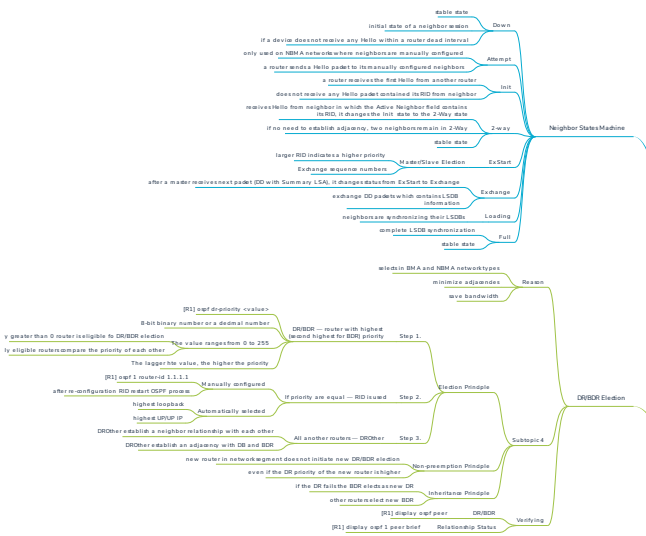 Neighbor States Machine
Down
stable state
initial state of a neighbor session
if a device does not receive any Hello within a router dead interval
Attempt
only used on NBMA networks where neighbors are manually configured
a router sends a Hello packet to its manually configured neighbors
Init
a router receives the first Hello from another router
does not receive any Hello packet contained its RID from neighbor
2-way
receives Hello from neighbor in which the Active Neighbor field contains
its RID, it changes the Init state to the 2-Way state
if no need to establish adjacency, two neighbors remain in 2-Way
stable state
ExStart
Master/Slave Election
larger RID indicates a higher priority
Exchange sequence numbers
Exchange
after a master receives next packet (DD with Summary LSA), it changes status from ExStart to Exchange
exchange DD packets which contains LSDB
information
Loading
neighbors are synchronizing their LSDBs
Full
complete LSDB synchronization
stable state
DR/BDR Election
Reason
selects in BMA and NBMA network types
minimize adjacencies
save bandwidth
Subtopic 4
Election Principle
Step 1.
DR/BDR — router with highest
(second highest for BDR) priority
[R1] ospf dr-priority <value>
8-bit binary number or a decimal number
The value ranges from 0 to 255
y greater than 0 router is eligible fo DR/BDR election
ly eligible routers compare the priority of each other
The lagger hte value, the higher the priority
Step 2.
If priority are equal — RID is used
Manually configured
[R1] ospf 1 router-id 1.1.1.1
after re-configuration RID restart OSPF process
Automatically selected
highest loopback
highest UP/UP IP
Step 3.
All another routers — DROther
DROther establish a neighbor relationship with each other
DROther establish an adjacency with DB and BDR
Non-preemption Principle
new router in network segment does not initiate new DR/BDR election
even if the DR priority of the new router is higher
Inheritance Principle
if the DR fails the BDR elects as new DR
other routers elect new BDR
Verifying
DR/BDR
[R1] display ospf peer
Relationship Status
[R1] display ospf 1 peer brief